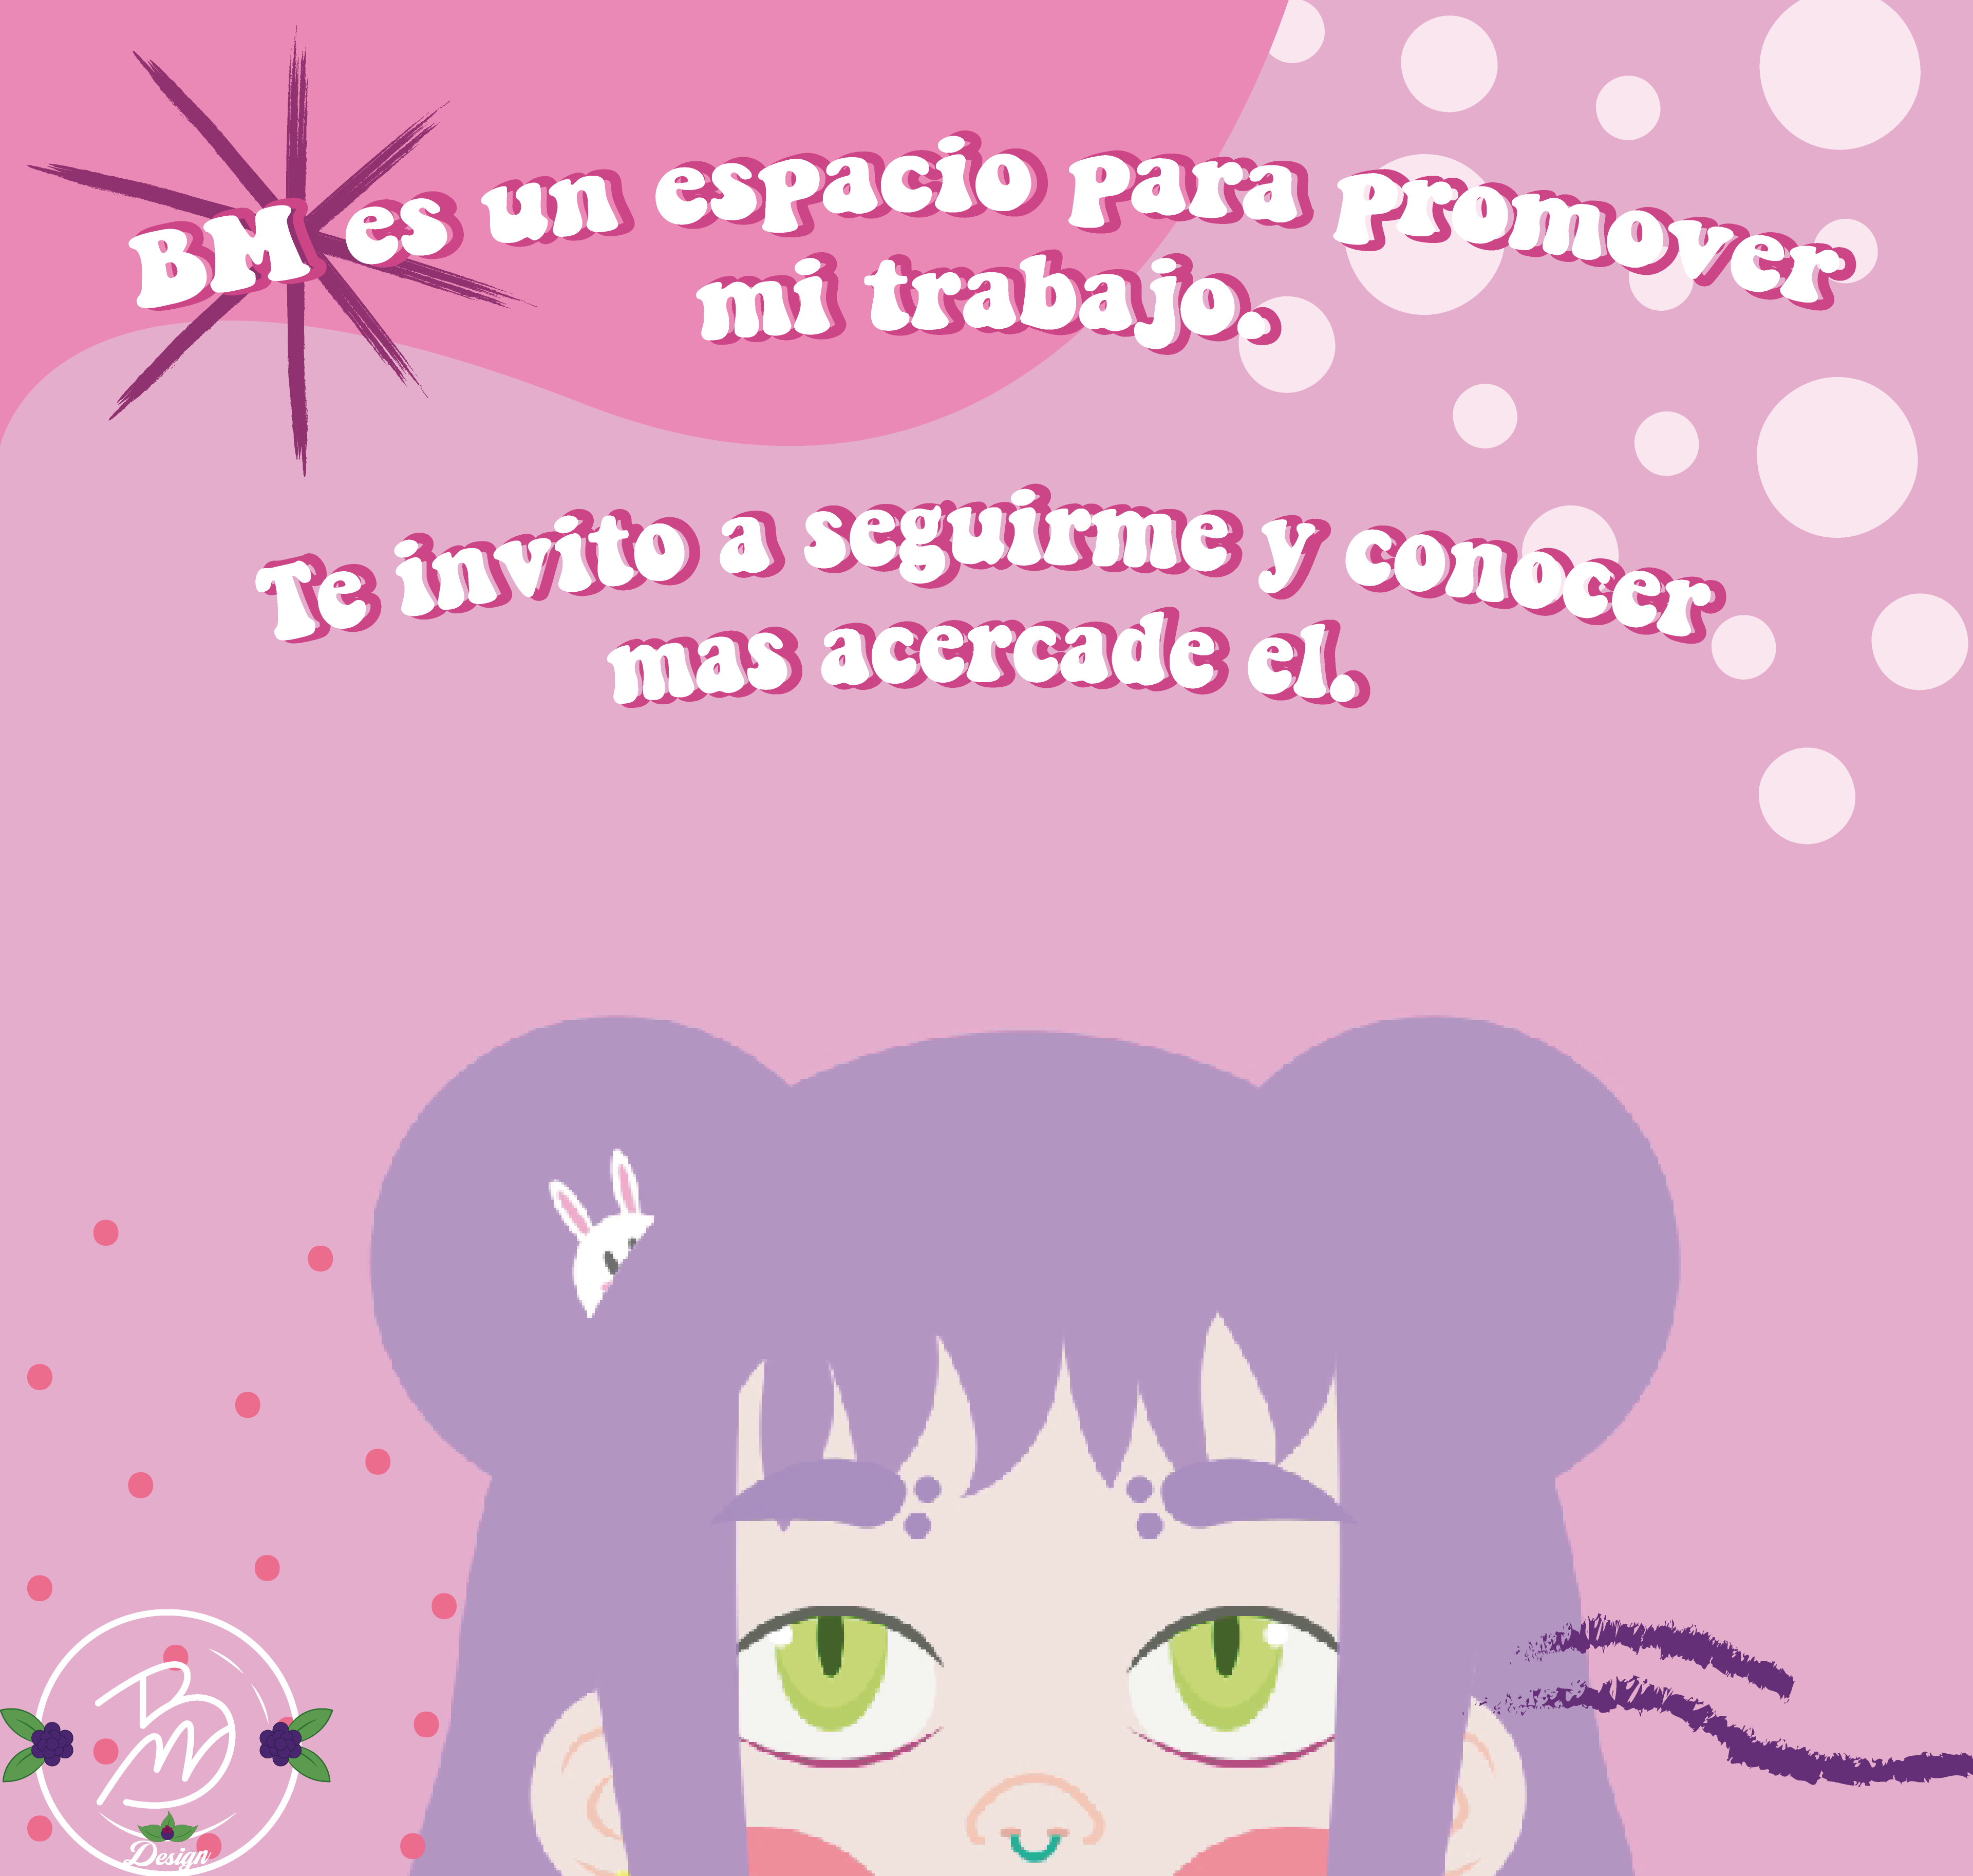 BM es un espacio para promover
mi trabajo.
Te invito a seguirme y conocer
mas acercade el.
BM
Design